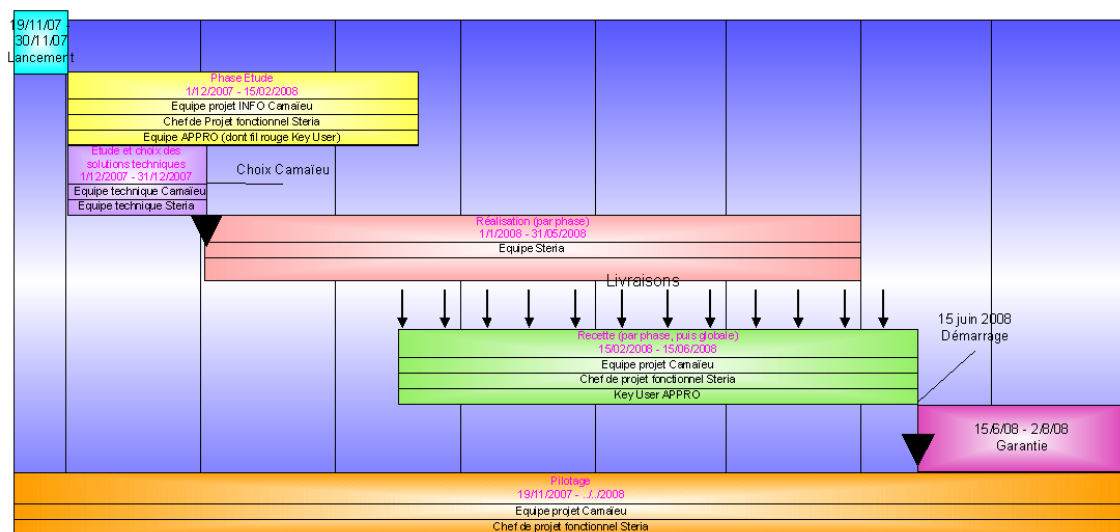 19/11/07 -
30/11/07
Lancement
Phase Etude
1/12/2007 - 15/02/2008
Equipe projet INFO Camaïeu
Chef de Projet fonctionnel Steria
Equipe APPRO (dont fil rouge Key User)
Etude et choix des
solutions techniques
1/12/2007 - 31/12/2007
Equipe technique Camaïeu
Equipe technique Steria
Choix Camaïeu
Réalisation (par phase)
1/1/2008 - 31/05/2008
Equipe Steria
Livraisons
Recette (par phase, puis globale)
15/02/2008 - 15/06/2008
Equipe projet Camaïeu
Chef de projet fonctionnel Steria
Key User APPRO
15 juin 2008
Démarrage
15/6/08 - 2/8/08
Garantie
Pilotage
19/11/2007 - ../../2008
Equipe projet Camaïeu
Chef de projet fonctionnel Steria